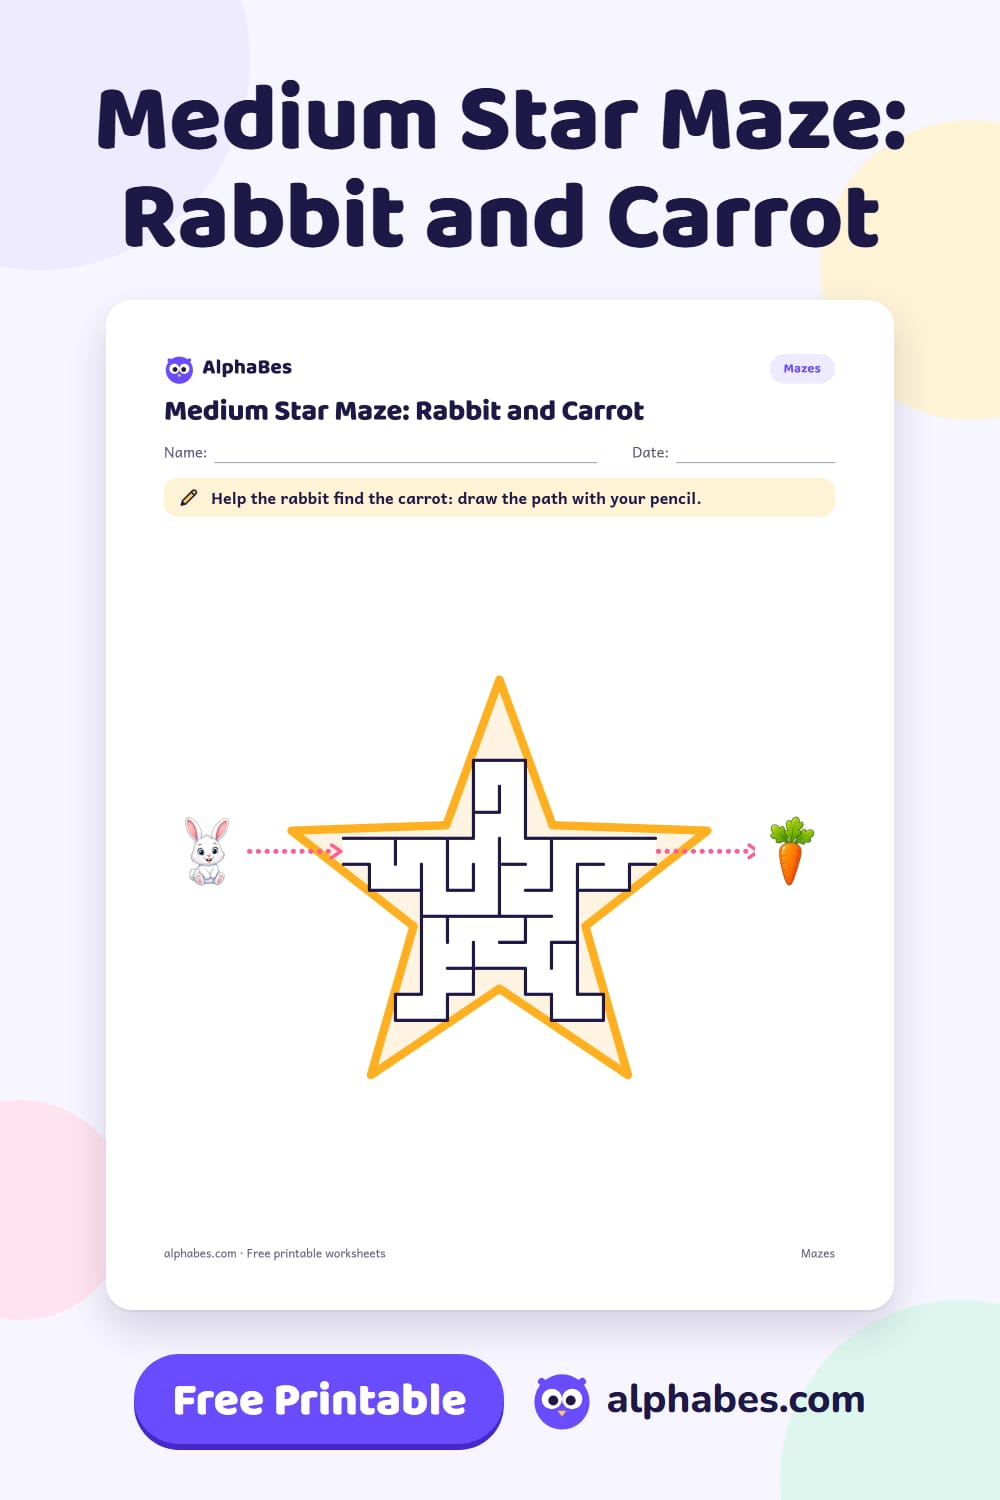 Medium Star Maze:
Rabbit and Carrot
AlphaBes
Mazes
Medium Star Maze: Rabbit and Carrot
Name:
Date:
Help the rabbit find the carrot: draw the path with your pencil.
alphabes.com · Free printable worksheets
Mazes
Free Printable
alphabes.com